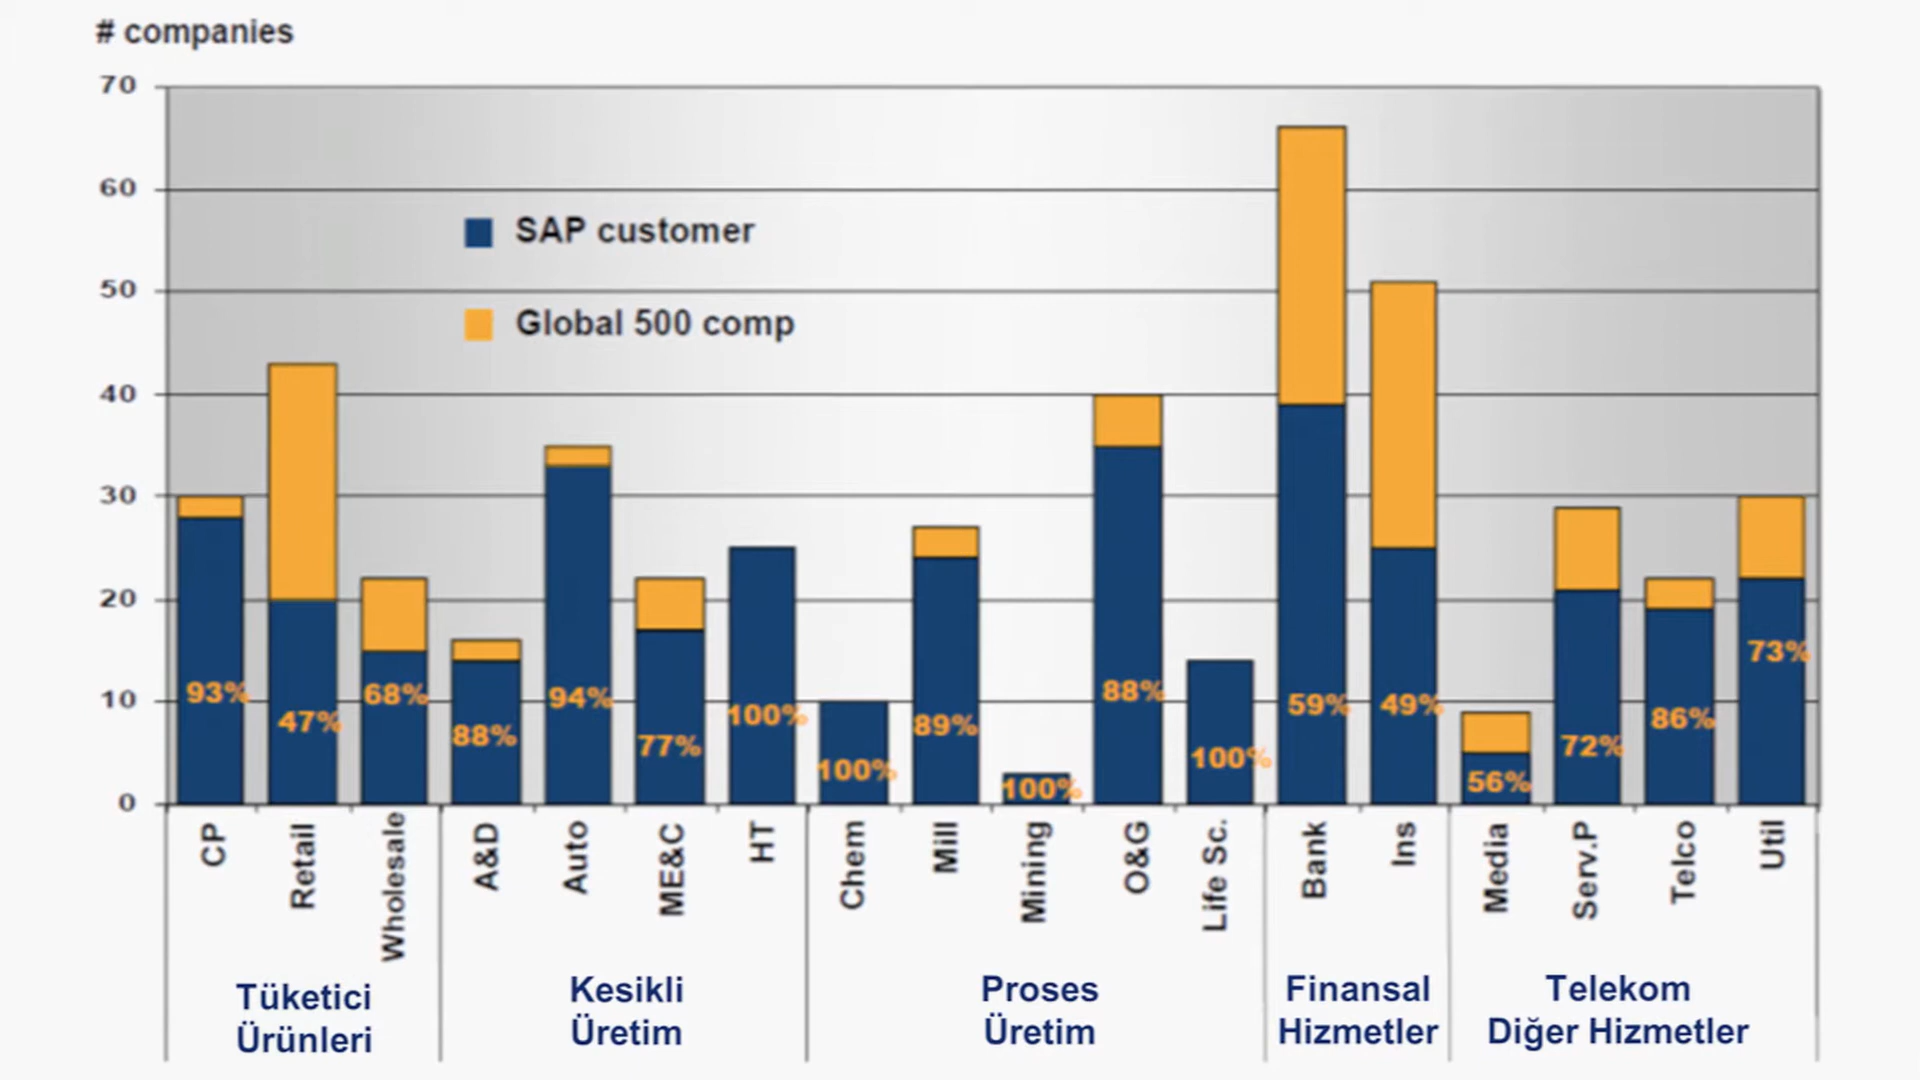 # companies
70
60
50
40
30
20
10
0
SAP customer
Global 500 comp
93%
47%
68%
88%
94%
77%
100%
100%
89%
100%
88%
100%
59%
49%
56%
72%
86%
73%
CP
Retail
Wholesale
A&D
Auto
ME&C
HT
Chem
Mill
Mining
O&G
Life Sc.
Bank
Ins
Media
Serv.P
Telco
Util
Tüketici
Ürünleri
Kesikli
Üretim
Proses
Üretim
Finansal
Hizmetler
Telekom
Diğer Hizmetler